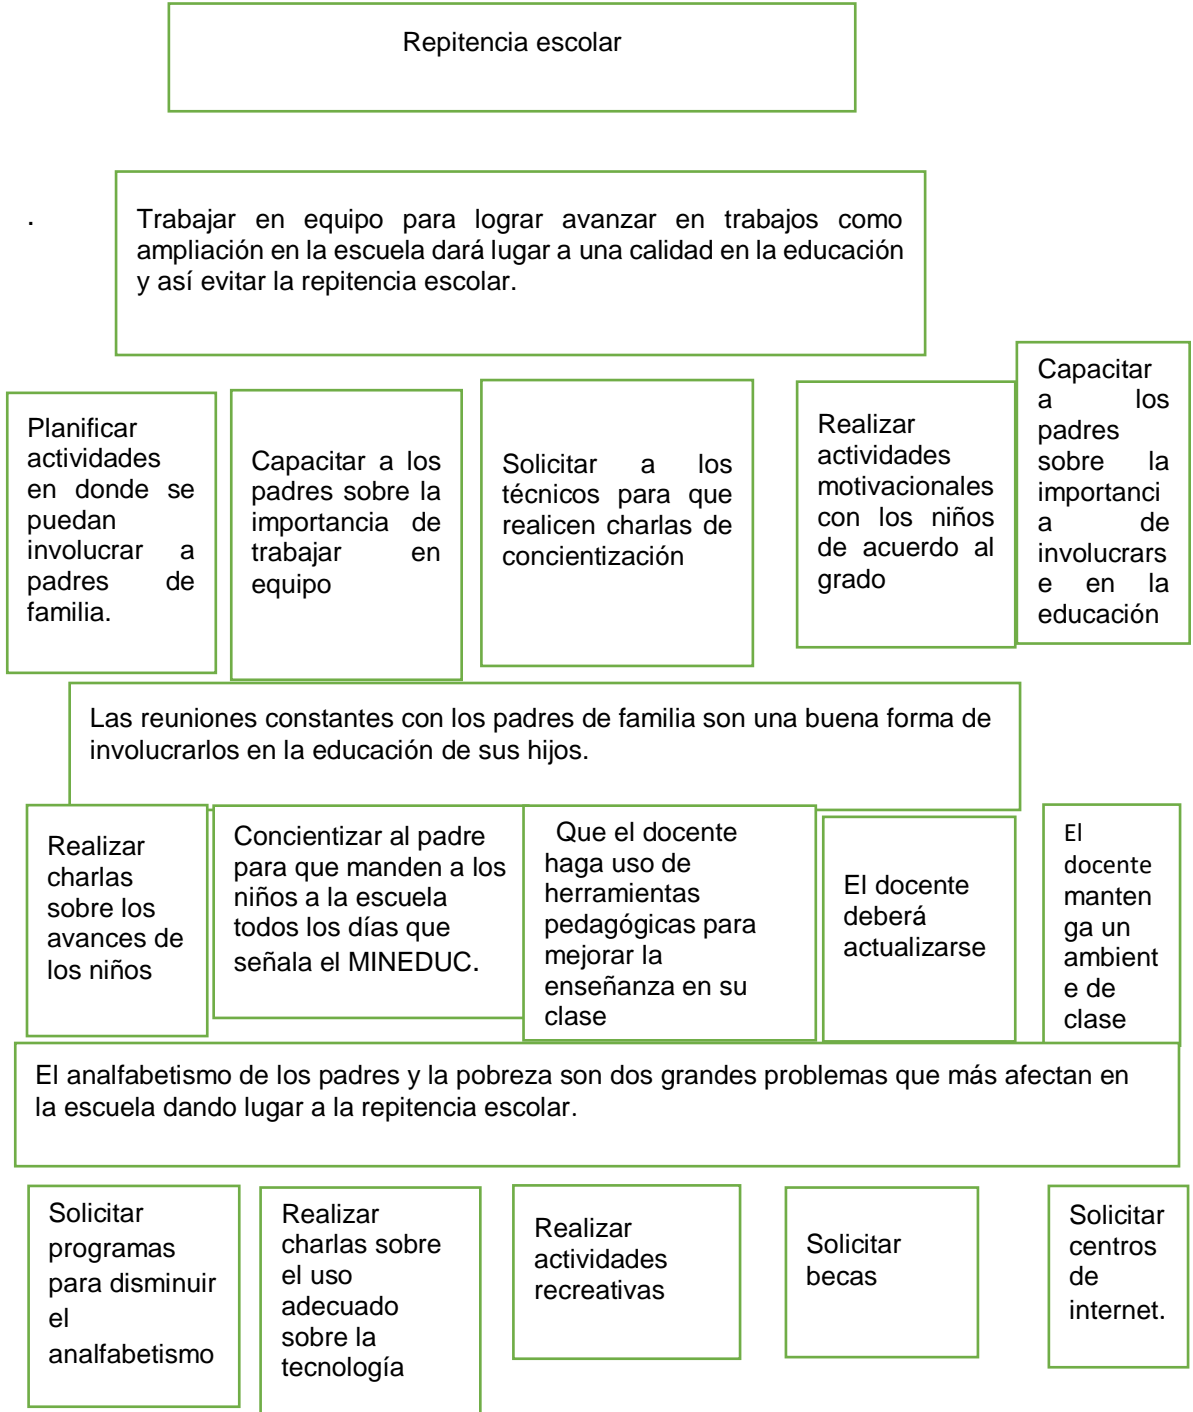 Repitencia escolar
.
Trabajar en equipo para lograr avanzar en trabajos como
ampliación en la escuela dará lugar a una calidad en la educación
y así evitar la repitencia escolar.
Planificar
actividades
en donde se
puedan
involucrar a
padres de
familia.
Capacitar a los
padres sobre la
importancia de
trabajar en
equipo
Solicitar a los
técnicos para que
realicen charlas de
concientización
Realizar
actividades
motivacionales
con los niños
de acuerdo al
grado
Capacitar
a los
padres
sobre la
importanci
a de
involucrars
e en la
educación
Las reuniones constantes con los padres de familia son una buena forma de
involucrarlos en la educación de sus hijos.
Realizar
charlas
sobre los
avances de
los niños
Concientizar al padre
para que manden a los
niños a la escuela
todos los días que
señala el MINEDUC.
Que el docente
haga uso de
herramientas
pedagógicas para
mejorar la
enseñanza en su
clase
El docente
deberá
actualizarse
El
docente
manten
ga un
ambient
e de
clase
El analfabetismo de los padres y la pobreza son dos grandes problemas que más afectan en
la escuela dando lugar a la repitencia escolar.
Solicitar
programas
para disminuir
el
analfabetismo
Realizar
charlas sobre
el uso
adecuado
sobre la
tecnología
Realizar
actividades
recreativas
Solicitar
becas
Solicitar
centros
de
internet.